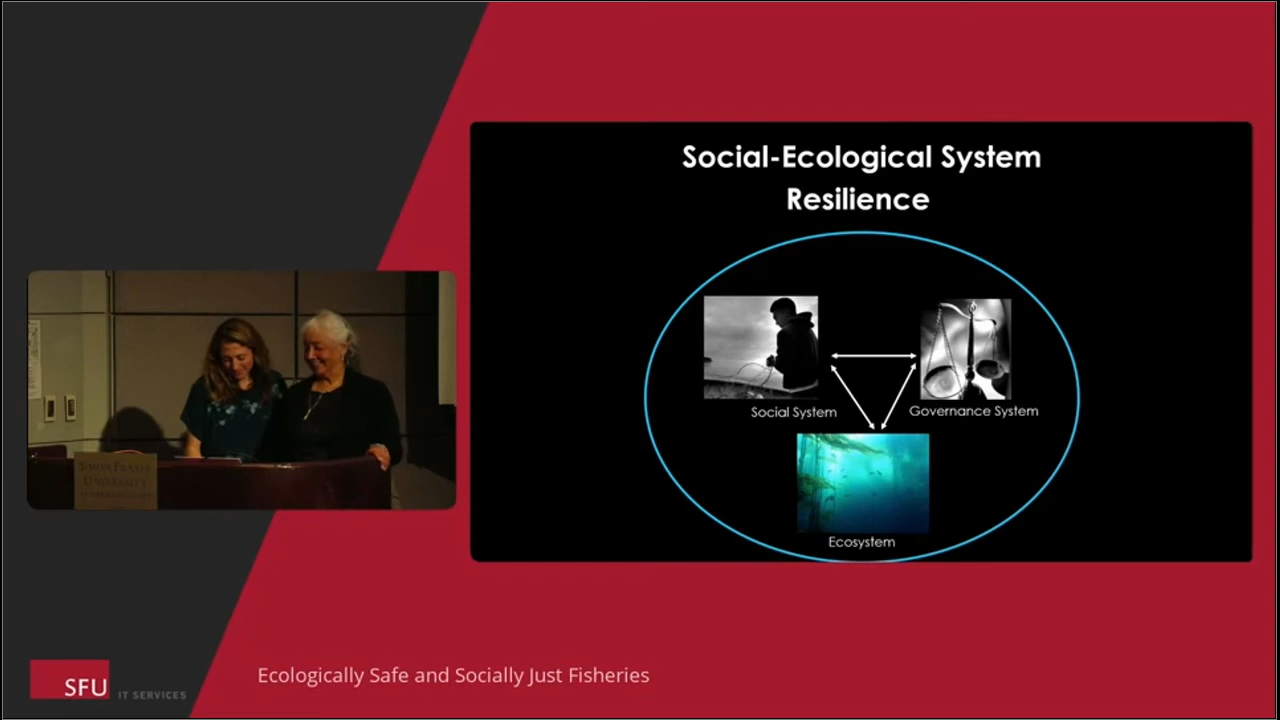 Social-Ecological System
Resilience
Social System
Governance System
Ecosystem
SIMON FRASER
UNIVERSITY
SFU
IT SERVICES
Ecologically Safe and Socially Just Fisheries